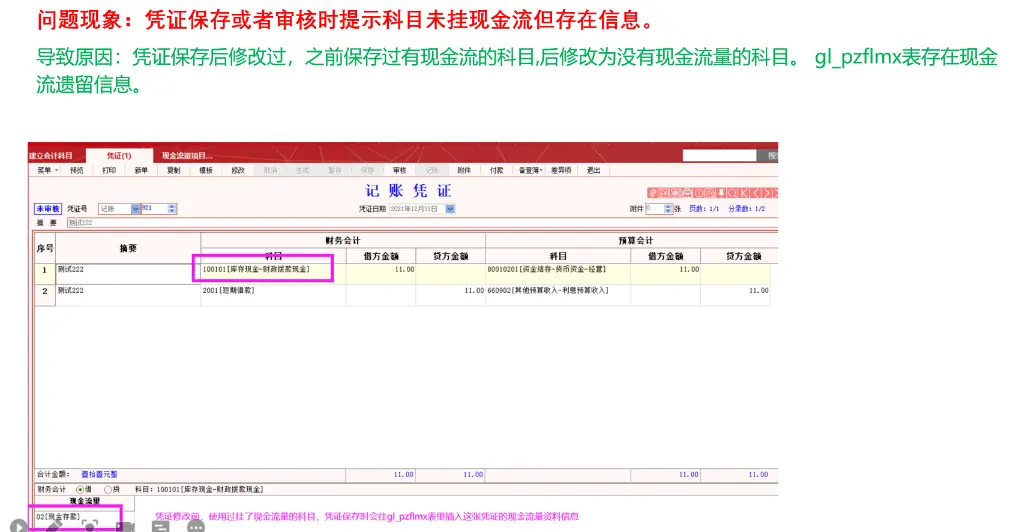 问题现象：凭证保存或者审核时提示科目未挂现金流但存在信息。
导致原因：凭证保存后修改过，之前保存过有现金流的科目,后修改为没有现金流量的科目。 gl_pzflmx表存在现金
流遗留信息。
建立会计科目 凭证(1) 现金流量项目...
菜单 预览 打印 新单 复制 模板 修改 取消 生成 暂存 保存 审核 记账 附件 付款 备查簿 差异项 退出
记 账 凭 证
未审核 凭证号 记账 921 凭证日期 2021年12月31日 附件 0 张 页数: 1/1 分录数: 1/2
摘 要 测试222
序号 摘要 财务会计 预算会计
科目 借方金额 贷方金额 科目 借方金额 贷方金额
1 测试222 100101[库存现金-财政拨款现金] 11.00 80010201[资金结存-货币资金-经营] 11.00
2 测试222 2001[短期借款] 11.00 660902[其他预算收入-利息预算收入] 11.00
合计金额: 壹拾壹元整 11.00 11.00 11.00 11.00
财务会计 借 贷 科目: 100101[库存现金-财政拨款现金]
现金流量
02[现金存款]
凭证修改前，使用过挂了现金流量的科目，凭证保存时会往gl_pzflmx表里插入这张凭证的现金流量资料信息